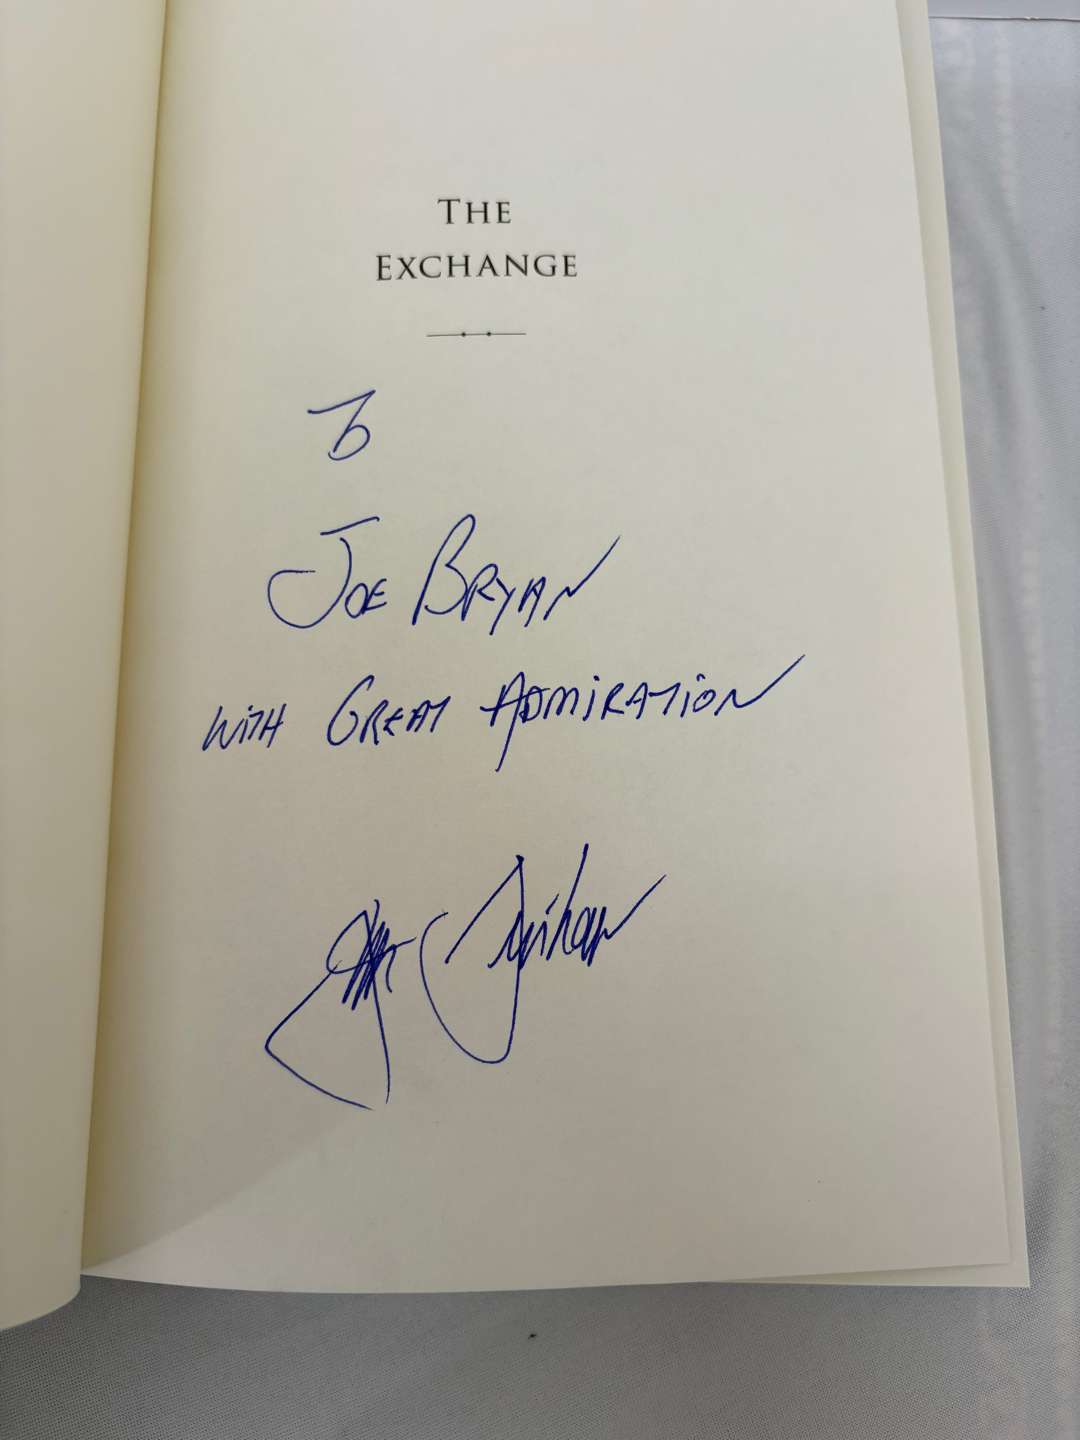 THE
EXCHANGE
To
JOE BRYAN
WITH GREAT ADMIRATION